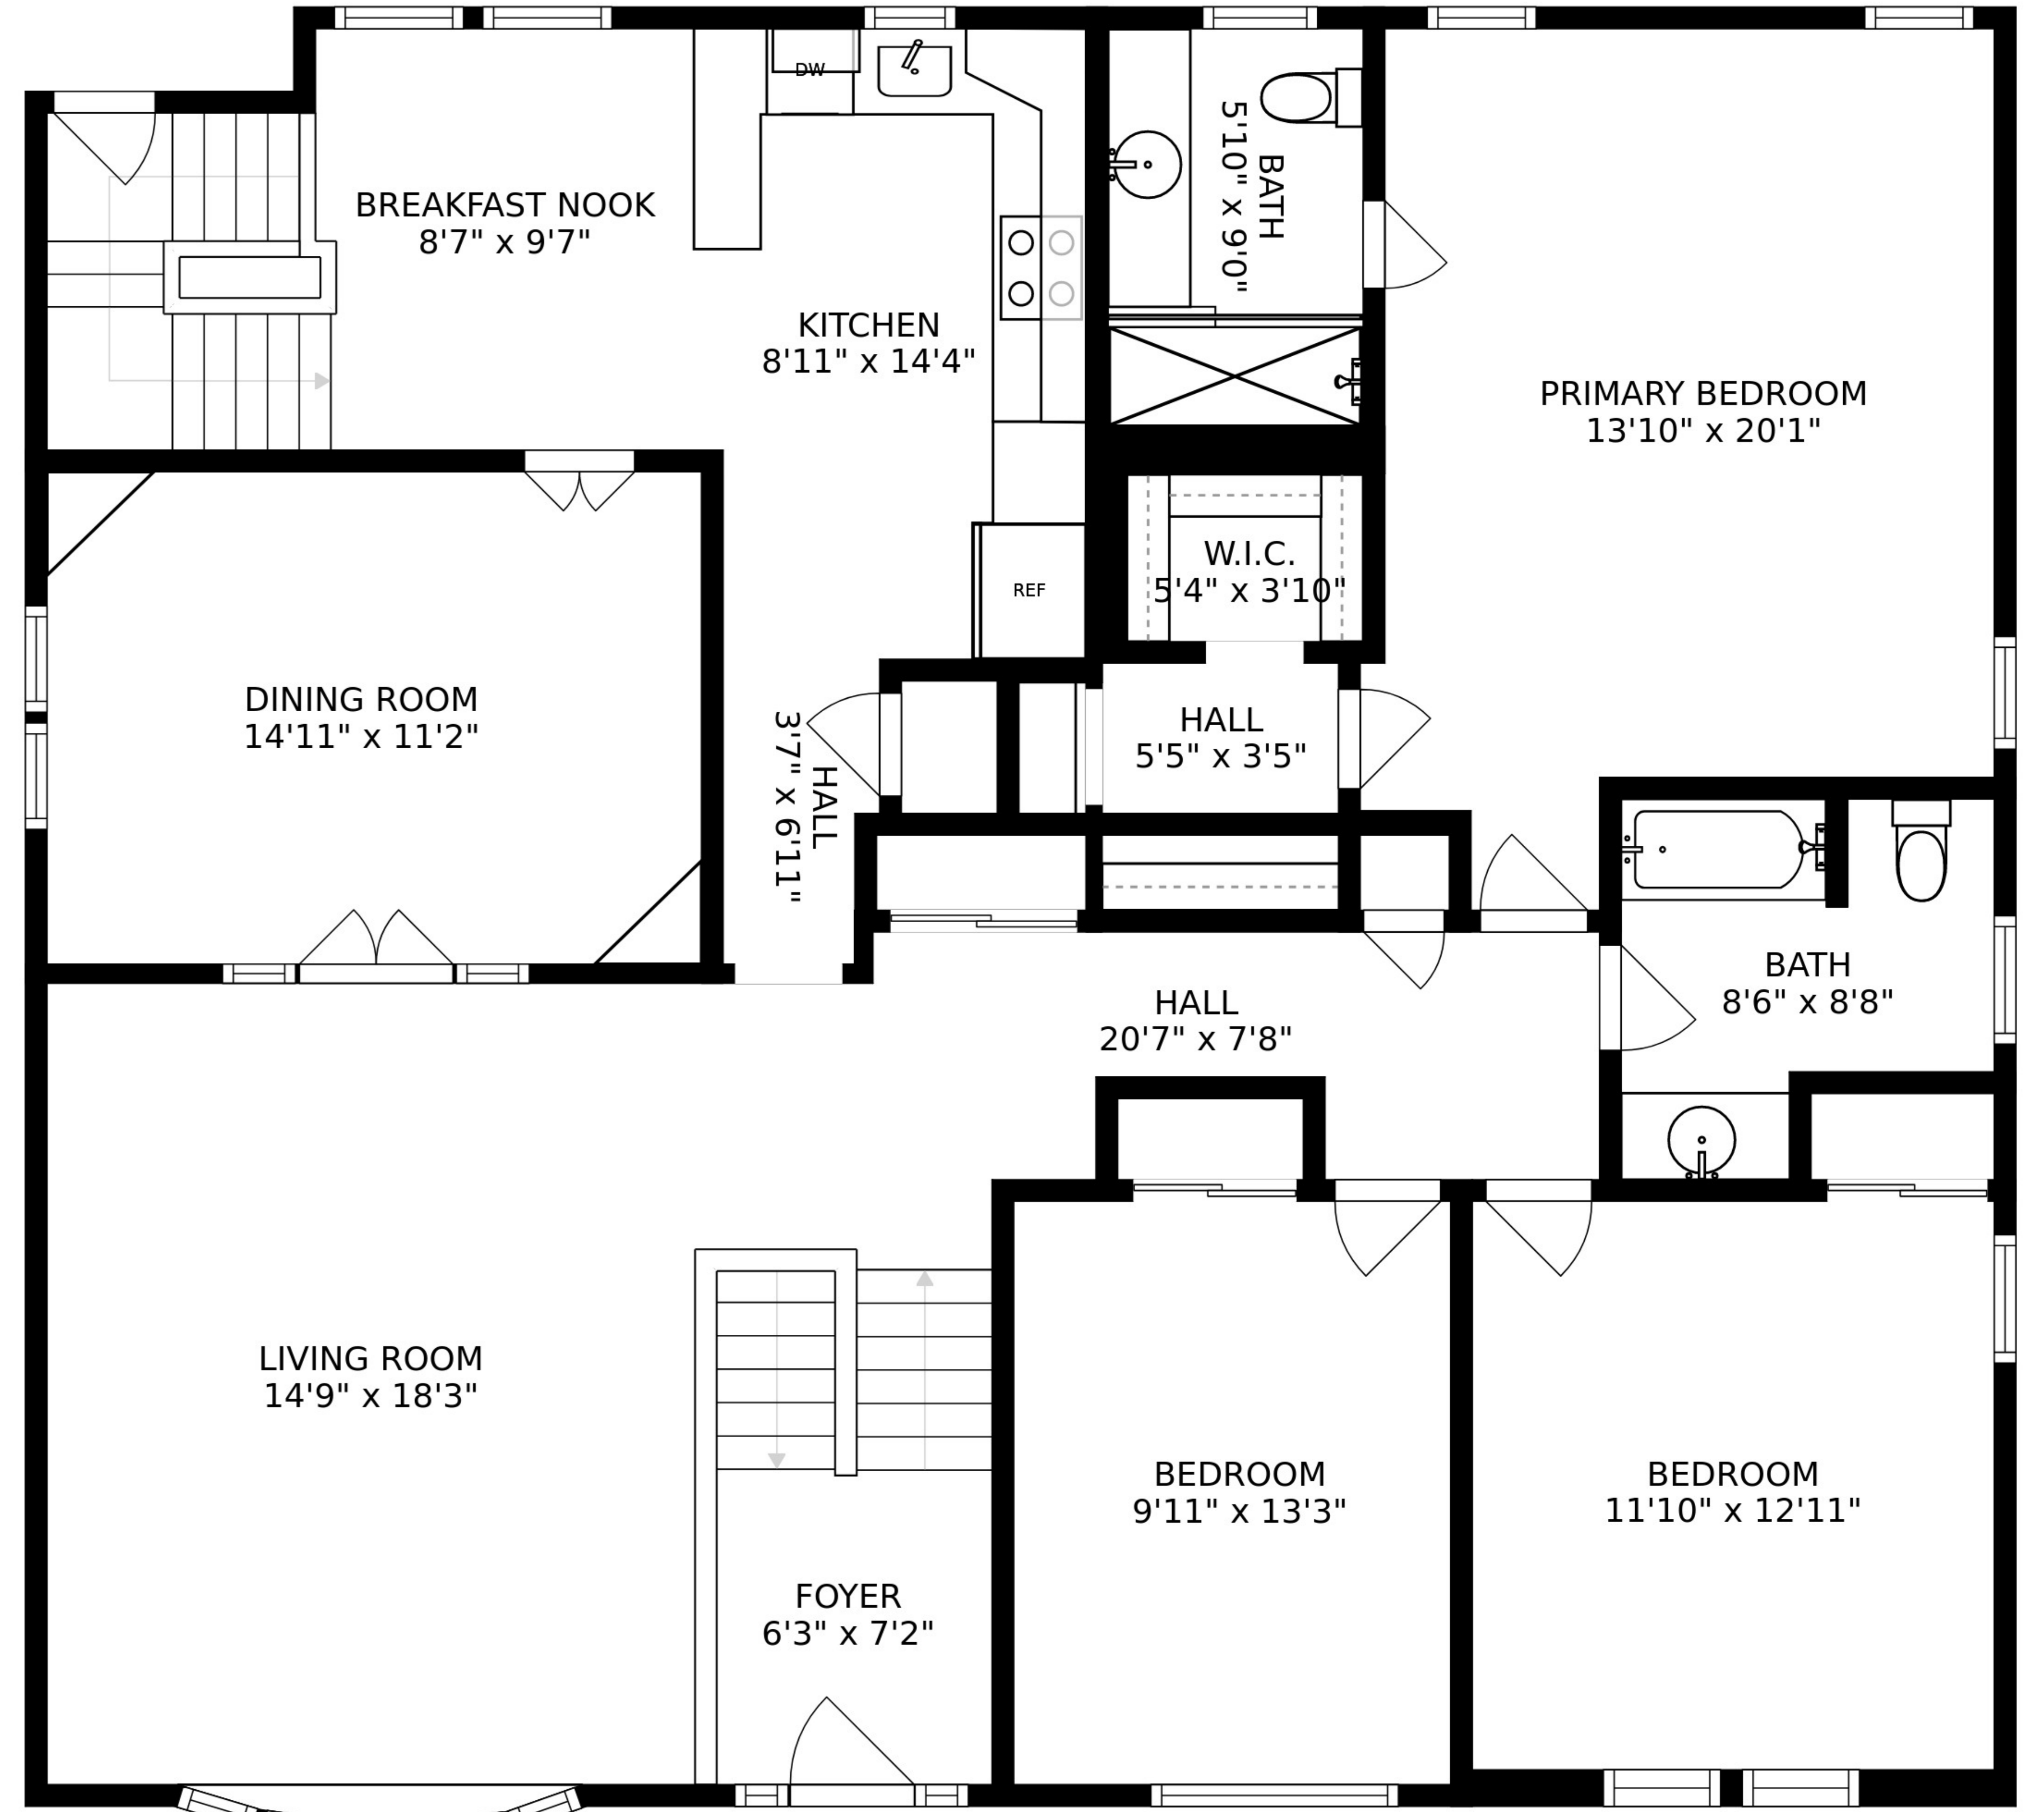 DW
BREAKFAST NOOK
8'7" x 9'7"
BATH
5'10" x 9'0"
KITCHEN
8'11" x 14'4"
PRIMARY BEDROOM
13'10" x 20'1"
W.I.C.
5'4" x 3'10"
REF
DINING ROOM
14'11" x 11'2"
HALL
3'7" x 6'11"
HALL
5'5" x 3'5"
BATH
8'6" x 8'8"
HALL
20'7" x 7'8"
LIVING ROOM
14'9" x 18'3"
BEDROOM
9'11" x 13'3"
BEDROOM
11'10" x 12'11"
FOYER
6'3" x 7'2"